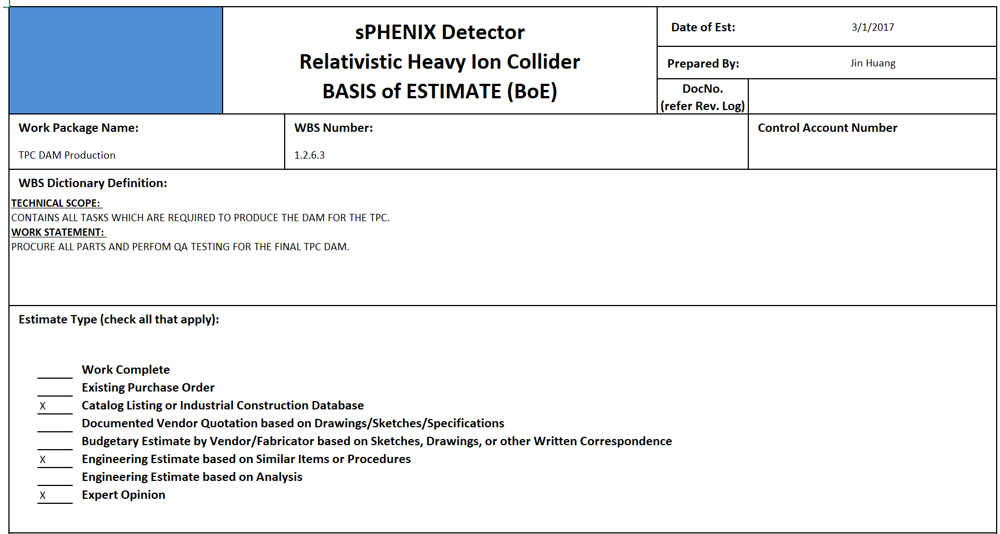 sPHENIX Detector
Relativistic Heavy Ion Collider
BASIS of ESTIMATE (BoE)
Date of Est: 3/1/2017
Prepared By: Jin Huang
DocNo.
(refer Rev. Log)
Work Package Name:
TPC DAM Production
WBS Number:
1.2.6.3
Control Account Number
WBS Dictionary Definition:
TECHNICAL SCOPE:
CONTAINS ALL TASKS WHICH ARE REQUIRED TO PRODUCE THE DAM FOR THE TPC.
WORK STATEMENT:
PROCURE ALL PARTS AND PERFOM QA TESTING FOR THE FINAL TPC DAM.
Estimate Type (check all that apply):
Work Complete
Existing Purchase Order
X Catalog Listing or Industrial Construction Database
Documented Vendor Quotation based on Drawings/Sketches/Specifications
Budgetary Estimate by Vendor/Fabricator based on Sketches, Drawings, or other Written Correspondence
X Engineering Estimate based on Similar Items or Procedures
Engineering Estimate based on Analysis
X Expert Opinion